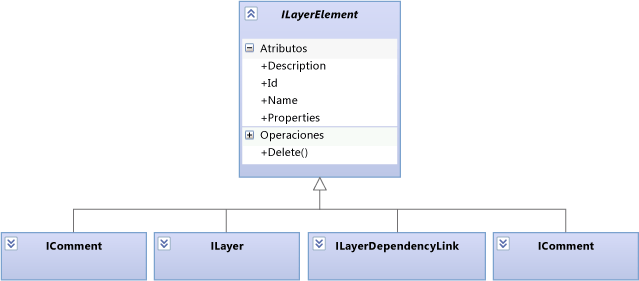 ILayerElement
Atributos
+Description
+Id
+Name
+Properties
Operaciones
+Delete()
IComment
ILayer
ILayerDependencyLink
IComment